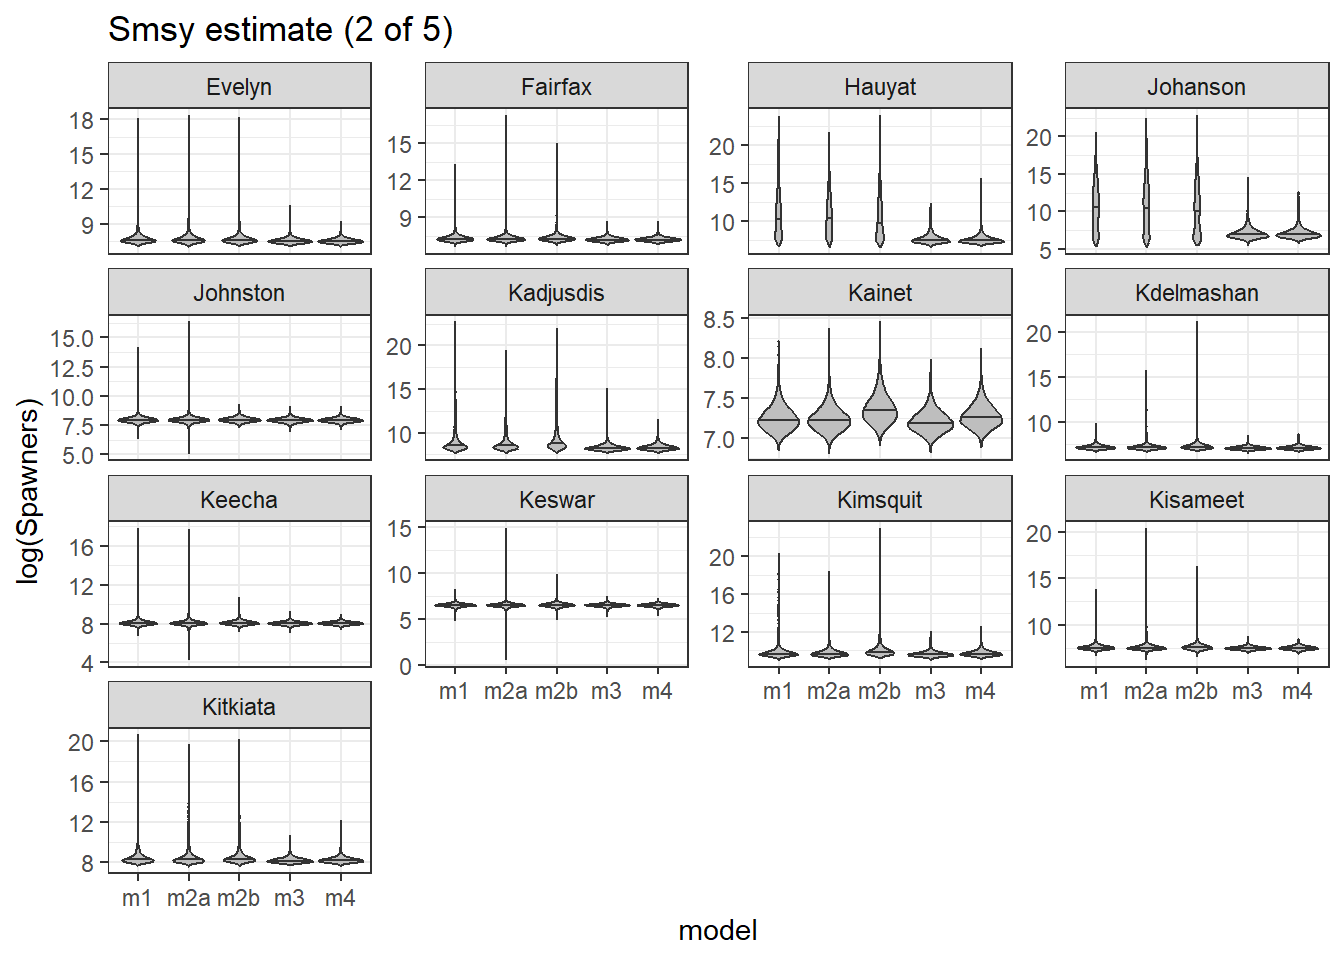 Smsy estimate (2 of 5)
Evelyn
Fairfax
Hauyat
Johanson
18
15
12
9
15
12
9
20
15
10
20
15
10
5
Johnston
Kadjusdis
Kainet
Kdelmashan
15.0
12.5
10.0
7.5
5.0
20
15
10
8.5
8.0
7.5
7.0
20
15
10
log(Spawners)
Keecha
Keswar
Kimsquit
Kisameet
16
12
8
4
15
10
5
0
20
16
12
20
15
10
m1 m2a m2b m3 m4
m1 m2a m2b m3 m4
m1 m2a m2b m3 m4
Kitkiata
20
16
12
8
m1 m2a m2b m3 m4
model